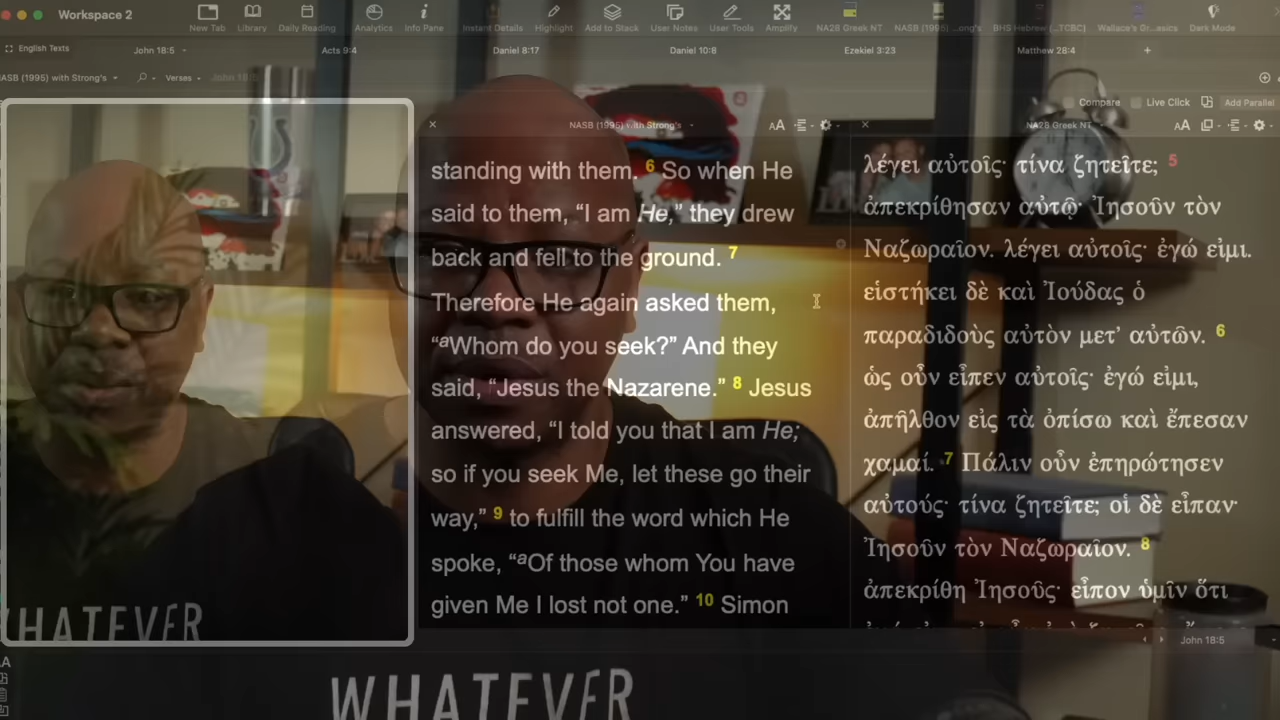 Workspace 2
New Tab
Library
Daily Reading
Analytics
Info Pane
Instant Details
Highlight
Add to Stack
User Notes
User Tools
Amplify
NA28 Greek NT
NASB (1995) ...ong's
BHS Hebrew (...TCBC)
Wallace's Gr...asics
Dark Mode
English Texts
John 18:5
Acts 9:4
Daniel 8:17
Daniel 10:8
Ezekiel 3:23
Matthew 28:4
ASB (1995) with Strong's
Verses
John 18:5
Compare
Live Click
Add Parallel
NASB (1995) with Strong's
AA
standing with them. 6 So when He
said to them, “I am He,” they drew
back and fell to the ground. 7
Therefore He again asked them,
“aWhom do you seek?” And they
said, “Jesus the Nazarene.” 8 Jesus
answered, “I told you that I am He;
so if you seek Me, let these go their
way,” 9 to fulfill the word which He
spoke, “aOf those whom You have
given Me I lost not one.” 10 Simon
NA28 Greek NT
AA
λέγει αὐτοῖς· τίνα ζητεῖτε; 5
ἀπεκρίθησαν αὐτῷ· Ἰησοῦν τὸν
Ναζωραῖον. λέγει αὐτοῖς· ἐγώ εἰμι.
εἱστήκει δὲ καὶ Ἰούδας ὁ
παραδιδοὺς αὐτὸν μετ’ αὐτῶν. 6
ὡς οὖν εἶπεν αὐτοῖς· ἐγώ εἰμι,
ἀπῆλθον εἰς τὰ ὀπίσω καὶ ἔπεσαν
χαμαί. 7 Πάλιν οὖν ἐπηρώτησεν
αὐτούς· τίνα ζητεῖτε; οἱ δὲ εἶπαν·
Ἰησοῦν τὸν Ναζωραῖον. 8
ἀπεκρίθη Ἰησοῦς· εἶπον ὑμῖν ὅτι
John 18:5
WHATEVER
WHATEVER